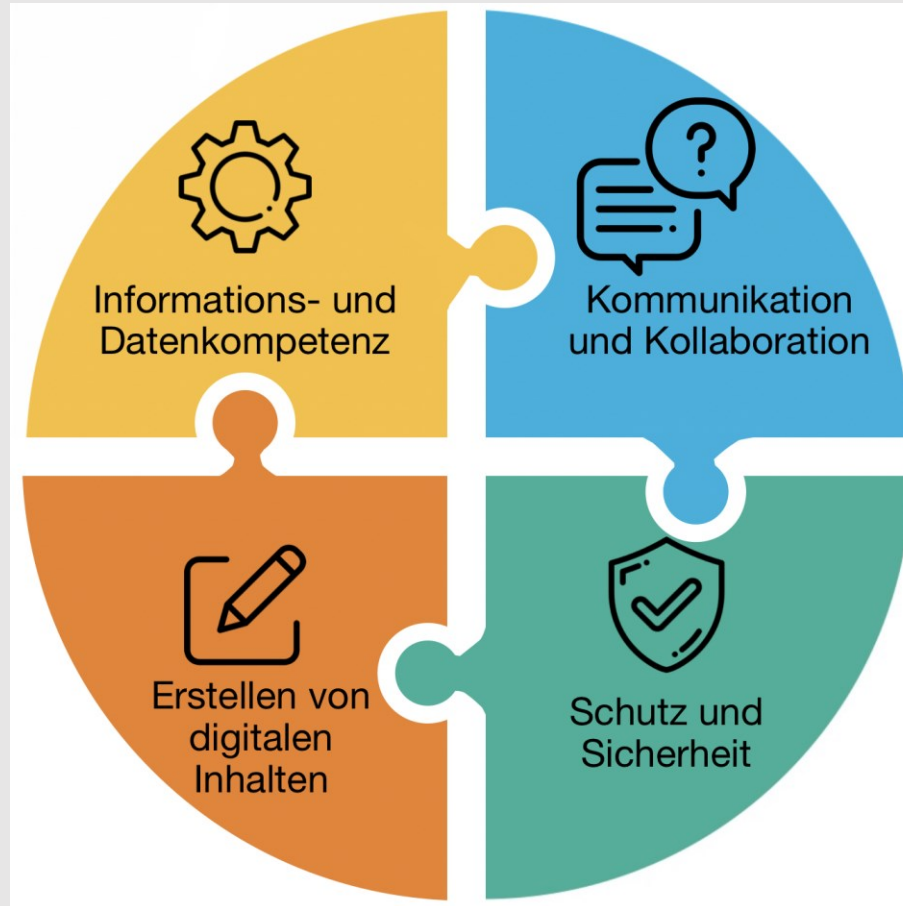 Informations- und
Datenkompetenz
?
Kommunikation
und Kollaboration
Erstellen von
digitalen
Inhalten
Schutz und
Sicherheit